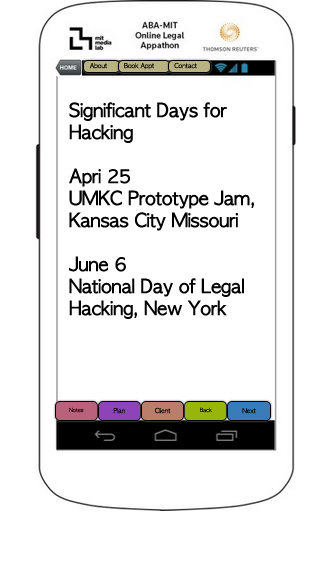 mit
media
lab
ABA-MIT
Online Legal
Appathon
THOMSON REUTERS
HOME
About
Book Appt
Contact
Significant Days for
Hacking
Apri 25
UMKC Prototype Jam,
Kansas City Missouri
June 6
National Day of Legal
Hacking, New York
Notes
Plan
Client
Back
Next